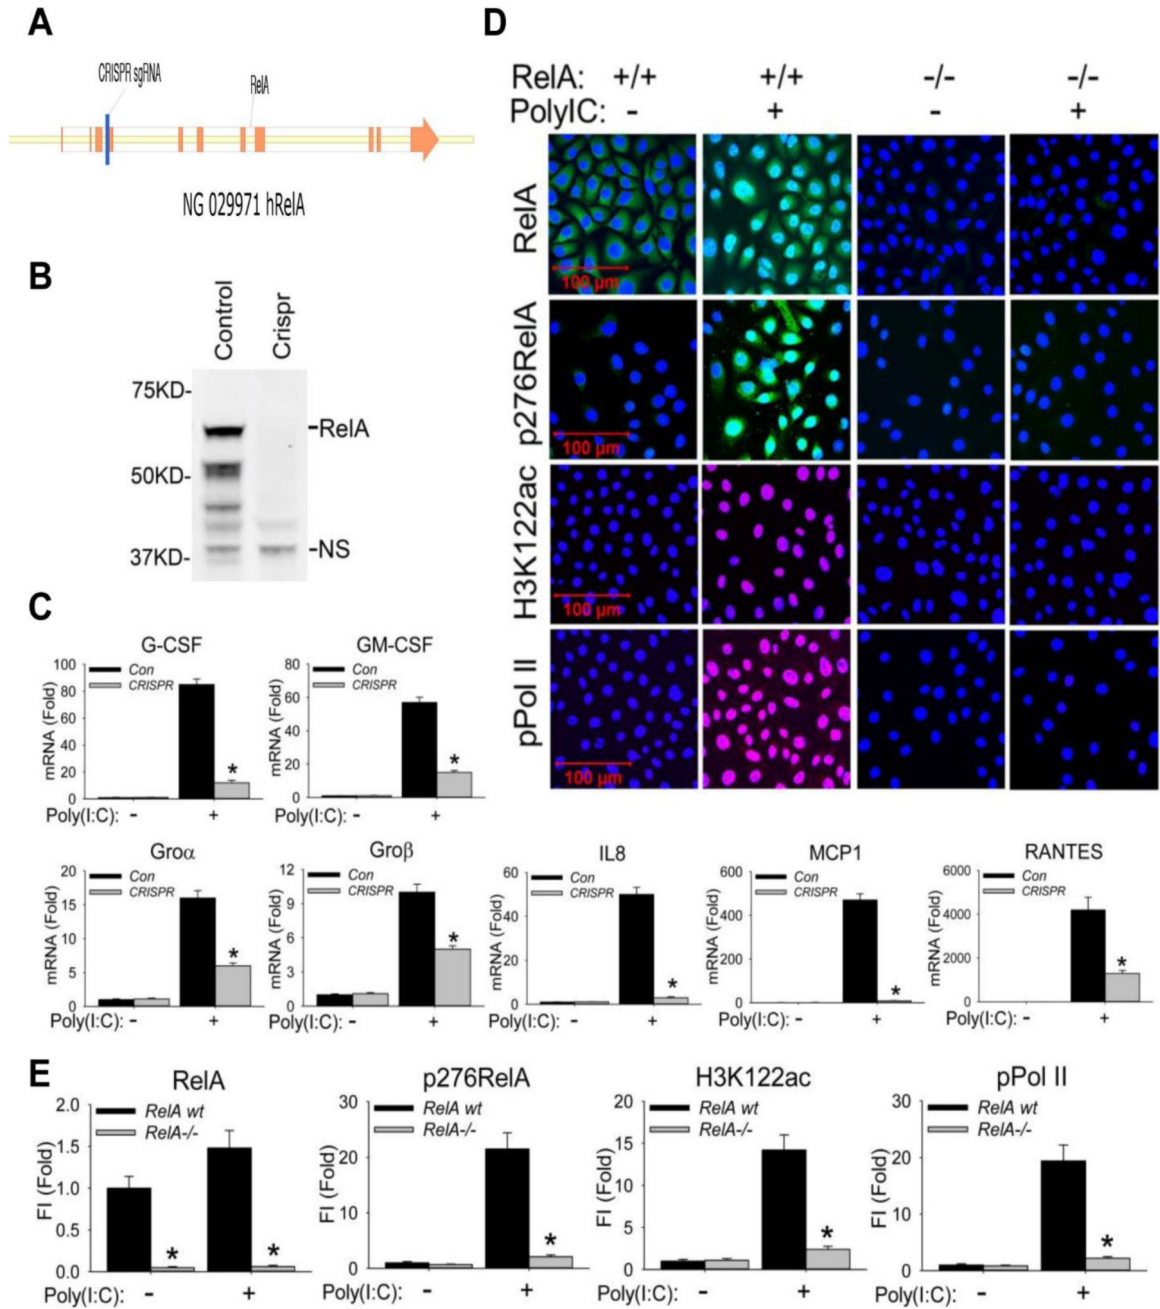 A
CRISPR sgRNA
RelA
NG 029971 hRelA
B
Control
Crispr
75KD-
-RelA
50KD-
37KD-
-NS
C
G-CSF
mRNA (Fold)
100
80
60
40
20
0
Con
CRISPR
*
Poly(I:C): - +
GM-CSF
mRNA (Fold)
80
60
40
20
0
Con
CRISPR
*
Poly(I:C): - +
Groα
mRNA (Fold)
20
15
10
5
0
Con
CRISPR
*
Poly(I:C): - +
Groβ
mRNA (Fold)
12
9
6
3
0
Con
CRISPR
*
Poly(I:C): - +
IL8
mRNA (Fold)
60
40
20
0
Con
CRISPR
*
Poly(I:C): - +
MCP1
mRNA (Fold)
600
400
200
0
Con
CRISPR
*
Poly(I:C): - +
RANTES
mRNA (Fold)
6000
4000
2000
0
Con
CRISPR
*
Poly(I:C): - +
D
RelA: +/+ +/+ -/- -/-
PolyIC: - + - +
RelA
100 µm
p276RelA
100 µm
H3K122ac
100 µm
pPol II
100 µm
E
RelA
FI (Fold)
2.0
1.5
1.0
0.5
0.0
RelA wt
RelA-/-
* *
Poly(I:C): - +
p276RelA
FI (Fold)
30
20
10
0
RelA wt
RelA-/-
*
Poly(I:C): - +
H3K122ac
FI (Fold)
20
15
10
5
0
RelA wt
RelA-/-
*
Poly(I:C): - +
pPol II
FI (Fold)
30
20
10
0
RelA wt
RelA-/-
*
Poly(I:C): - +